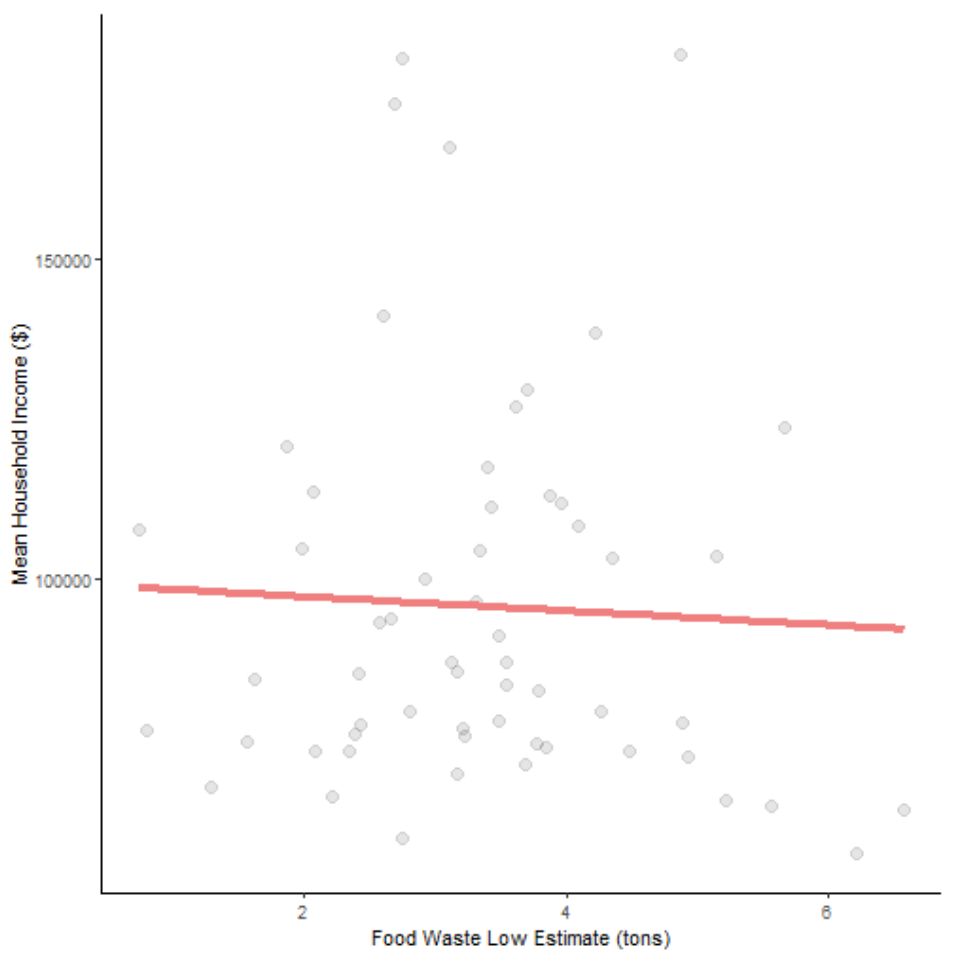 Mean Household Income ($)
150000
100000
2
4
6
Food Waste Low Estimate (tons)